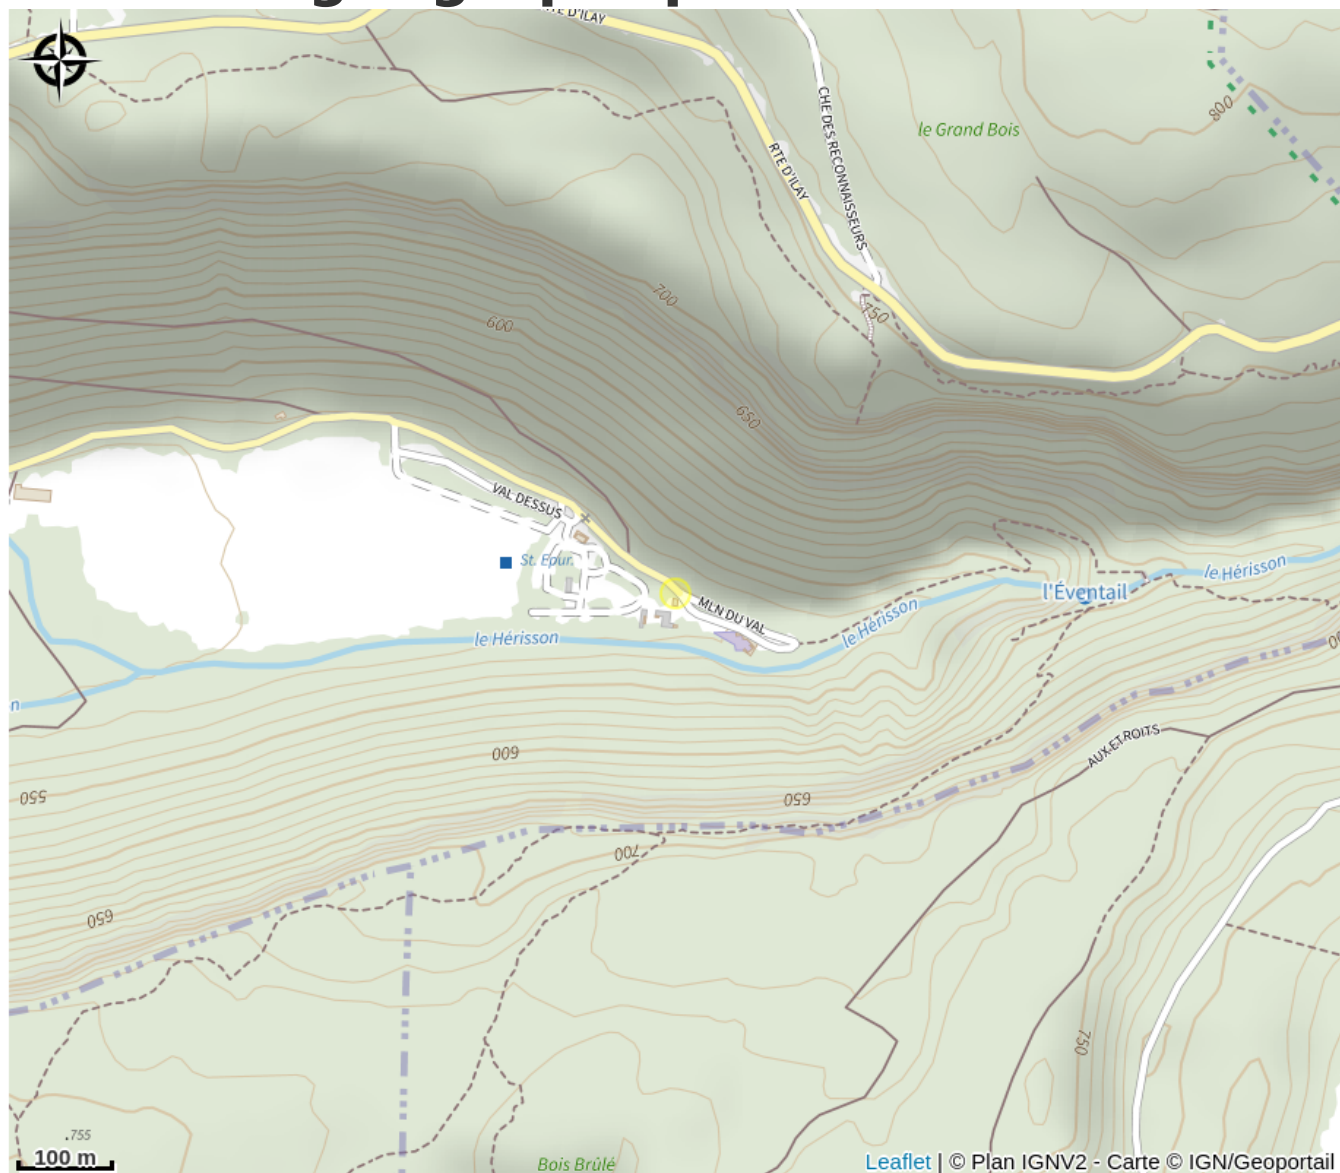 RTE D'ILAY
CHE DES RECONNAISSEURS
le Grand Bois
800
RTE D'ILAY
700
750
600
650
VAL DESSUS
St. Epur.
l'Éventail
le Hérisson
MLN DU VAL
le Hérisson
le Hérisson
600
AUX ETROITS
550
650
700
650
750
.755
100 m
Bois Brûlé
Leaflet | © Plan IGNV2 - Carte © IGN/Geoportail